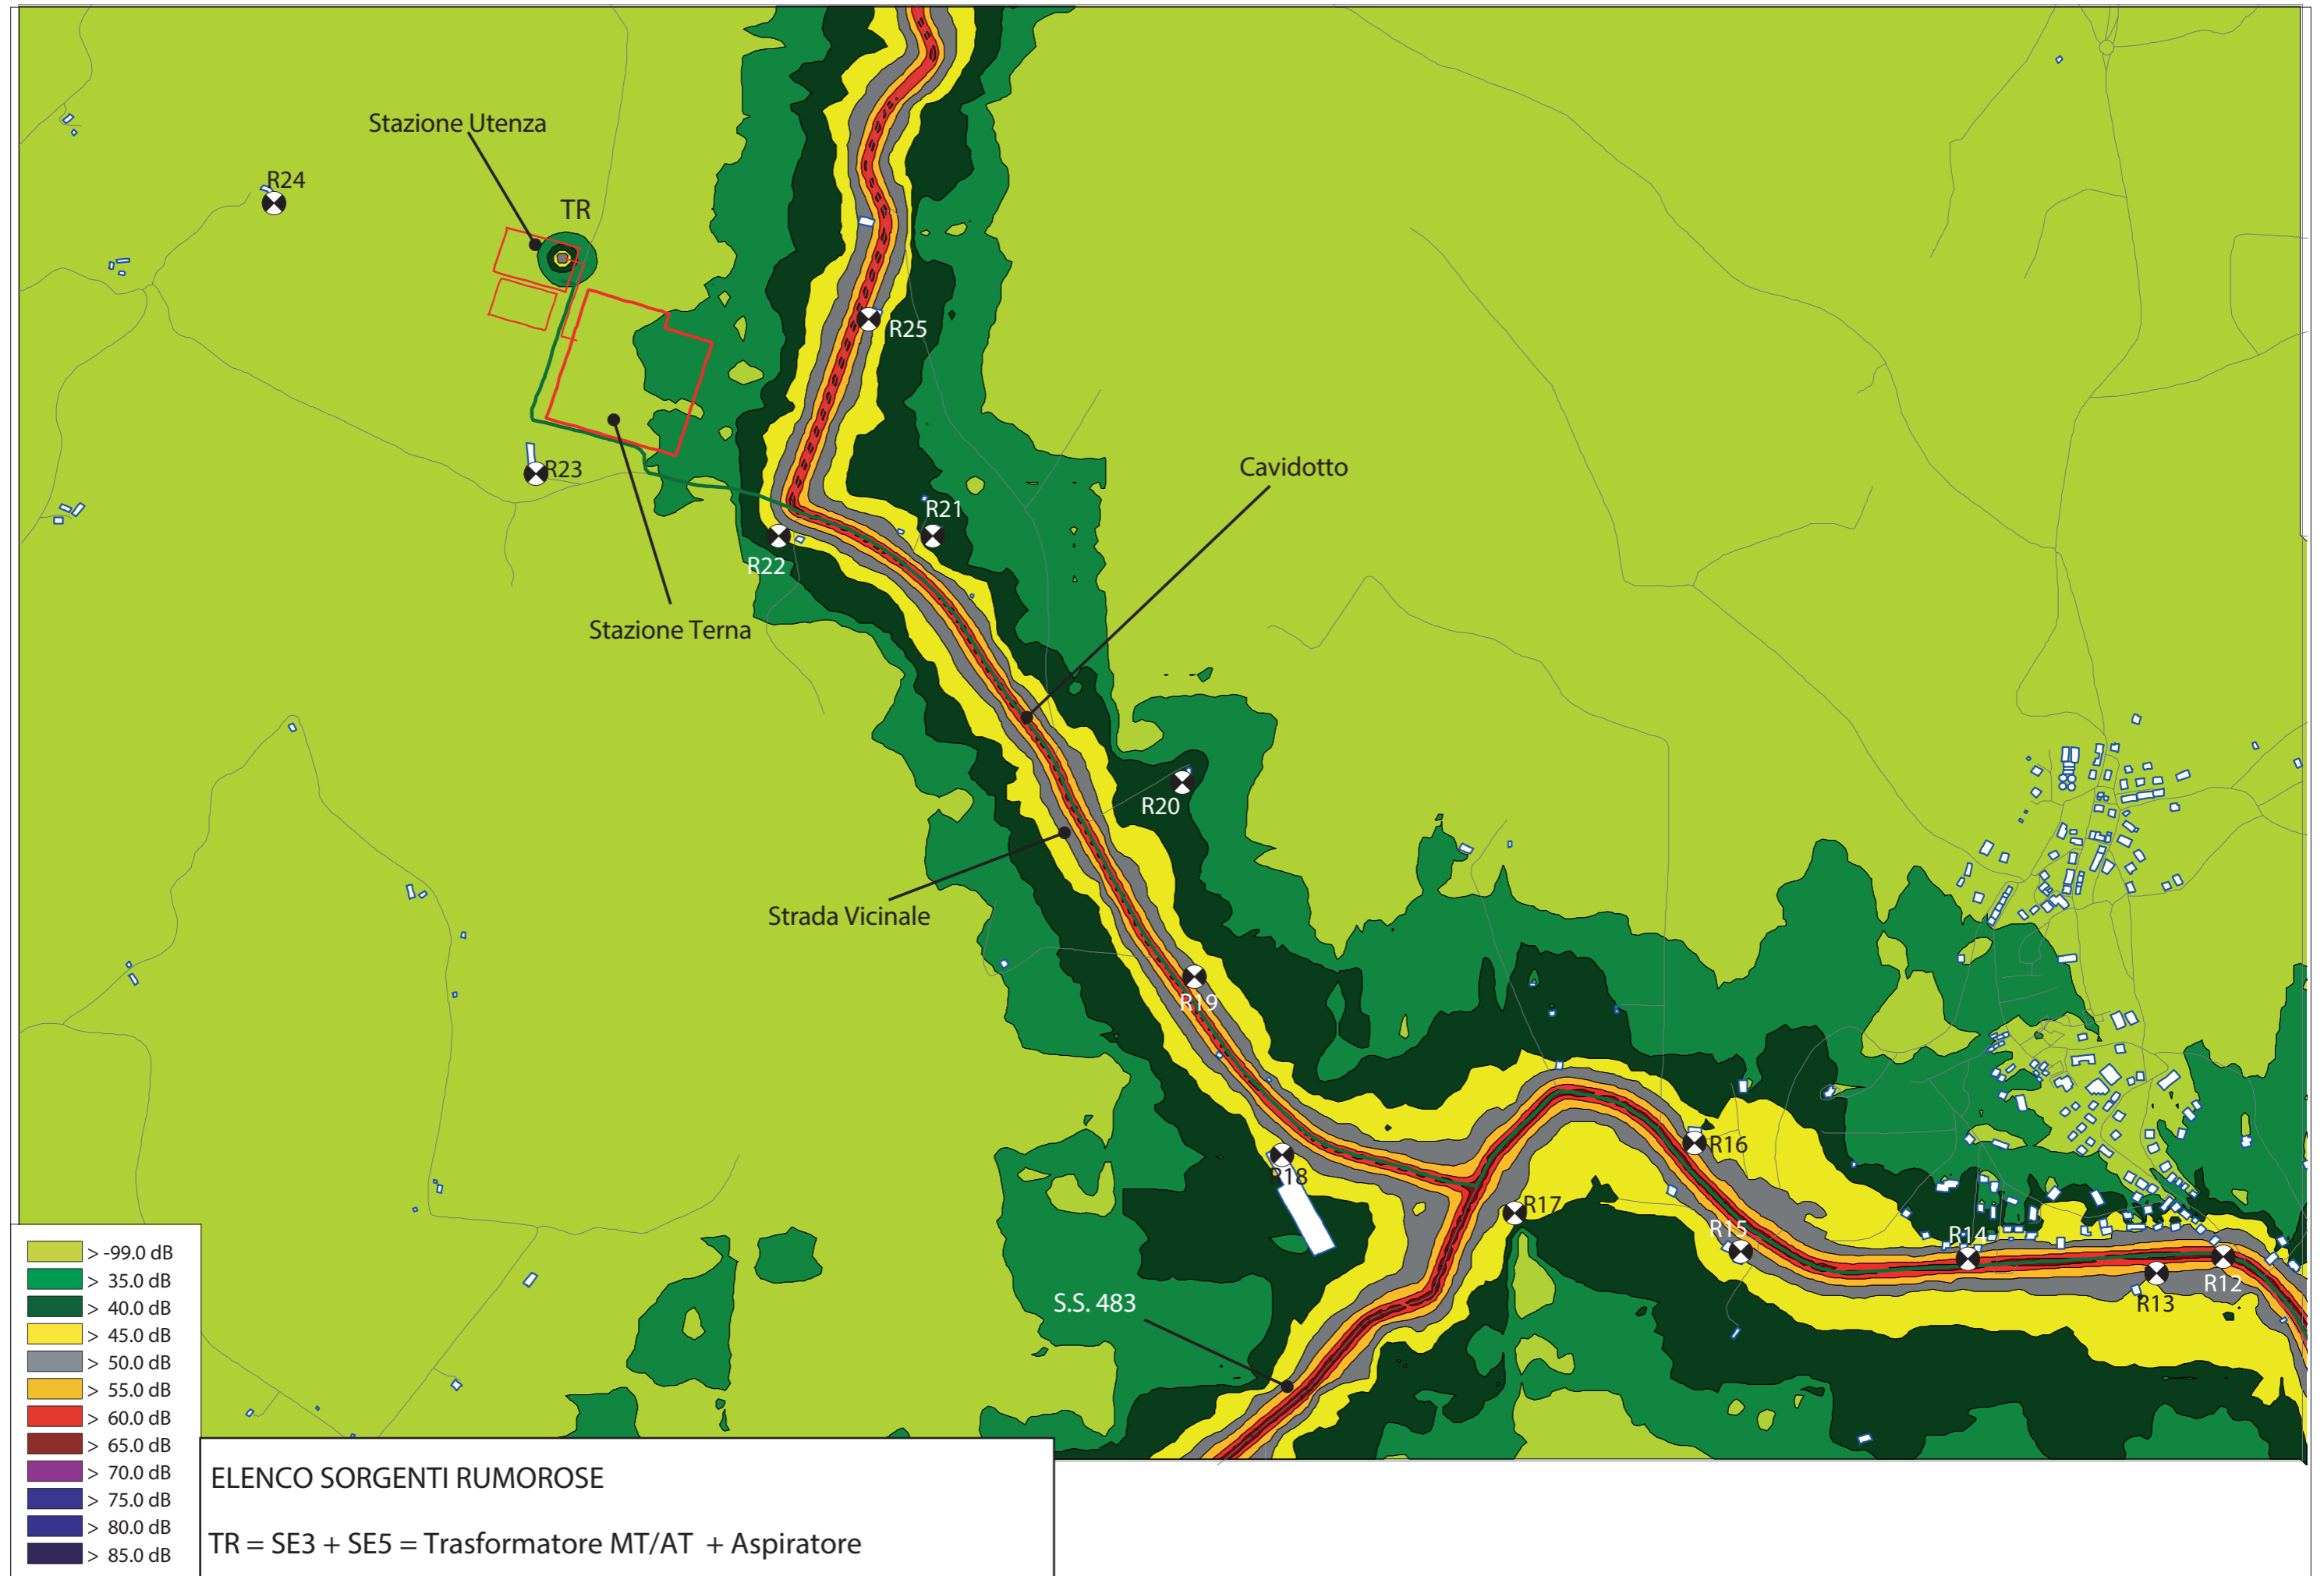 Stazione Utenza
R24
TR
R25
Cavidotto
R23
R21
R22
Stazione Terna
R20
Strada Vicinale
R19
R16
R18
R17
R15
R14
R12
S.S. 483
R13
> -99.0 dB
> 35.0 dB
> 40.0 dB
> 45.0 dB
> 50.0 dB
> 55.0 dB
> 60.0 dB
> 65.0 dB
> 70.0 dB
> 75.0 dB
> 80.0 dB
> 85.0 dB
ELENCO SORGENTI RUMOROSE
TR = SE3 + SE5 = Trasformatore MT/AT + Aspiratore